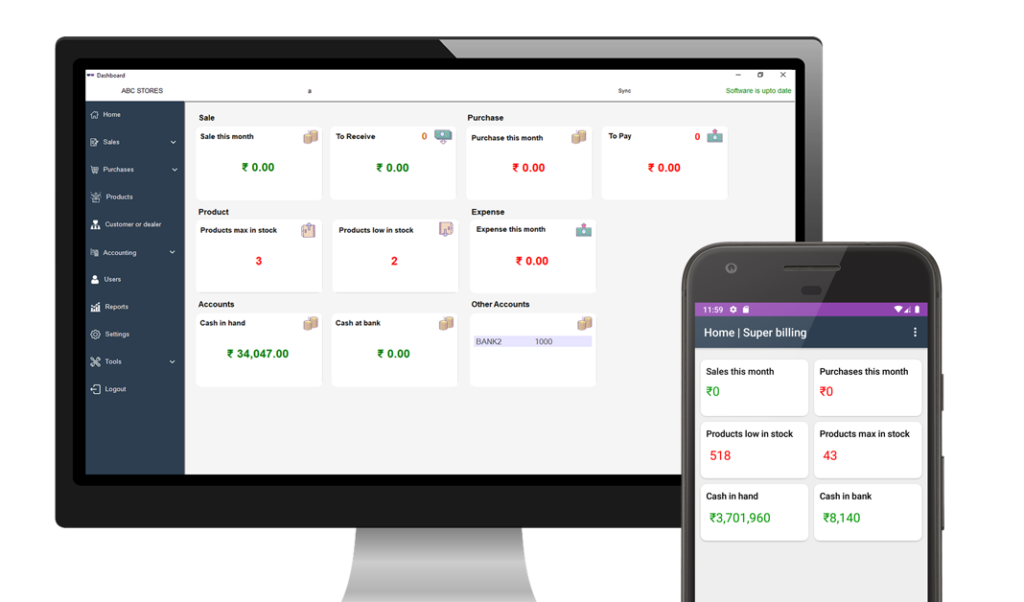 Dashboard
ABC STORES a Sync Software is upto date
Home
Sales
Purchases
Products
Customer or dealer
Accounting
Users
Reports
Settings
Tools
Logout
Sale
Sale this month
₹ 0.00
To Receive 0
₹ 0.00
Purchase
Purchase this month
₹ 0.00
To Pay 0
₹ 0.00
Product
Products max in stock
3
Products low in stock
2
Expense
Expense this month
₹ 0.00
Accounts
Cash in hand
₹ 34,047.00
Cash at bank
₹ 0.00
Other Accounts
BANK2 1000
11:59
Home | Super billing
Sales this month
₹0
Purchases this month
₹0
Products low in stock
518
Products max in stock
43
Cash in hand
₹3,701,960
Cash in bank
₹8,140